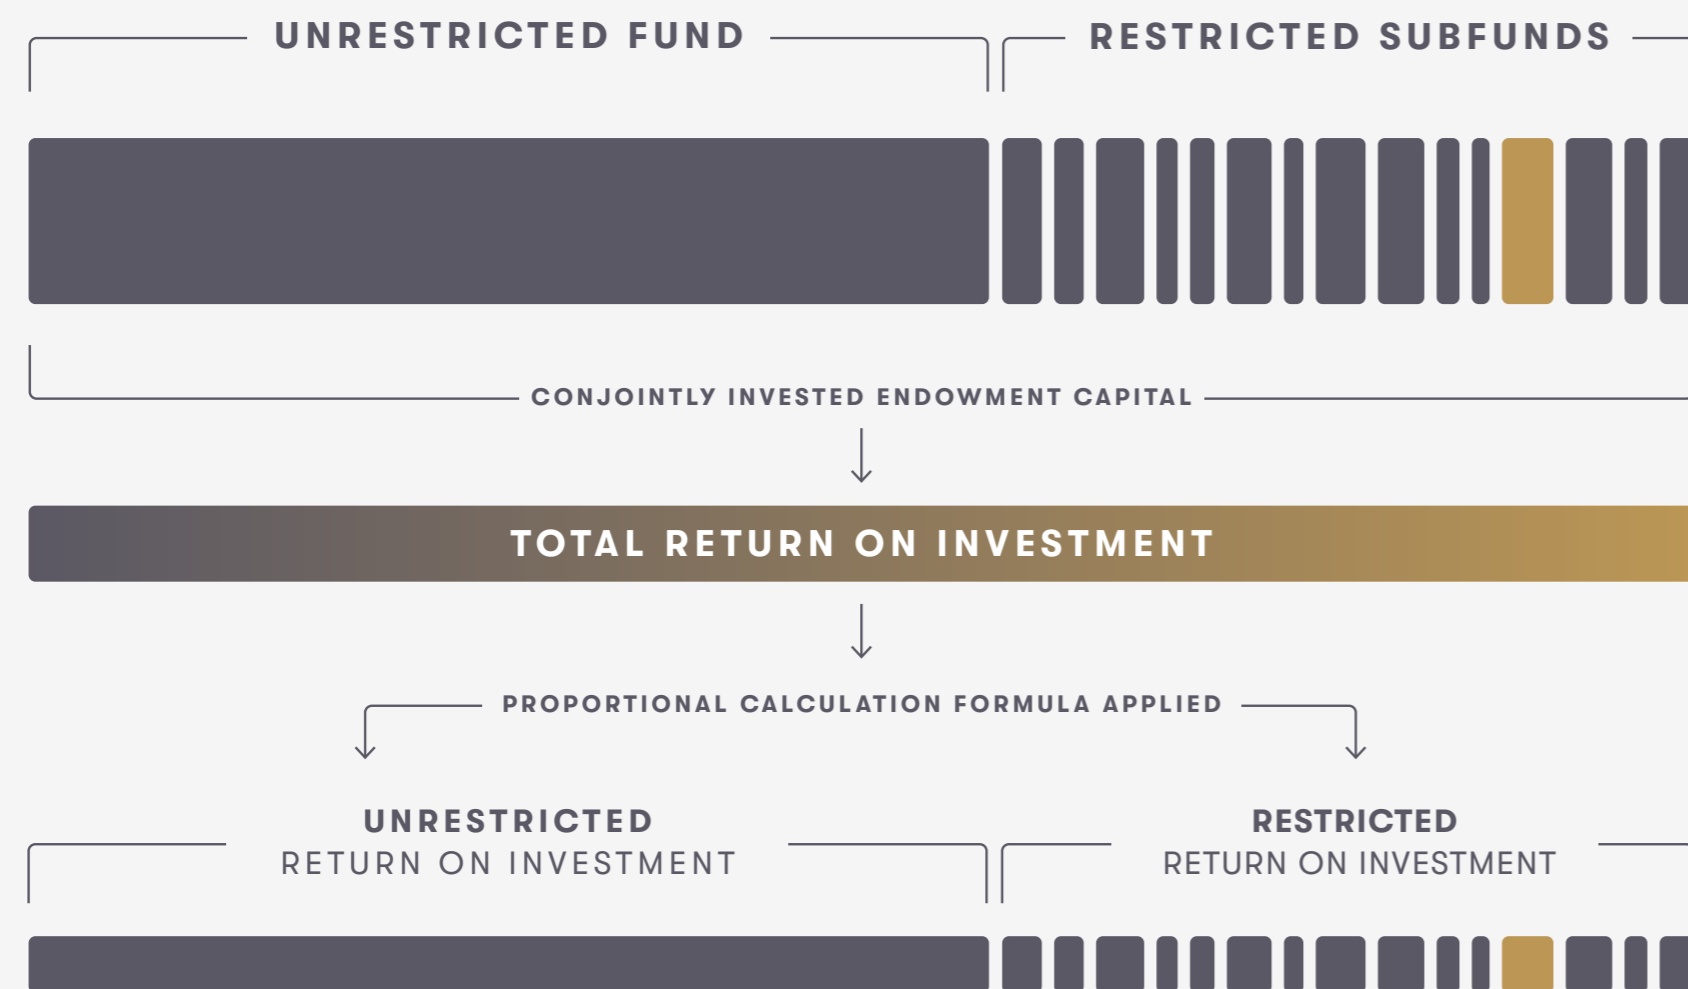 UNRESTRICTED FUND
RESTRICTED SUBFUNDS
CONJOINTLY INVESTED ENDOWMENT CAPITAL
TOTAL RETURN ON INVESTMENT
PROPORTIONAL CALCULATION FORMULA APPLIED
UNRESTRICTED
RETURN ON INVESTMENT
RESTRICTED
RETURN ON INVESTMENT